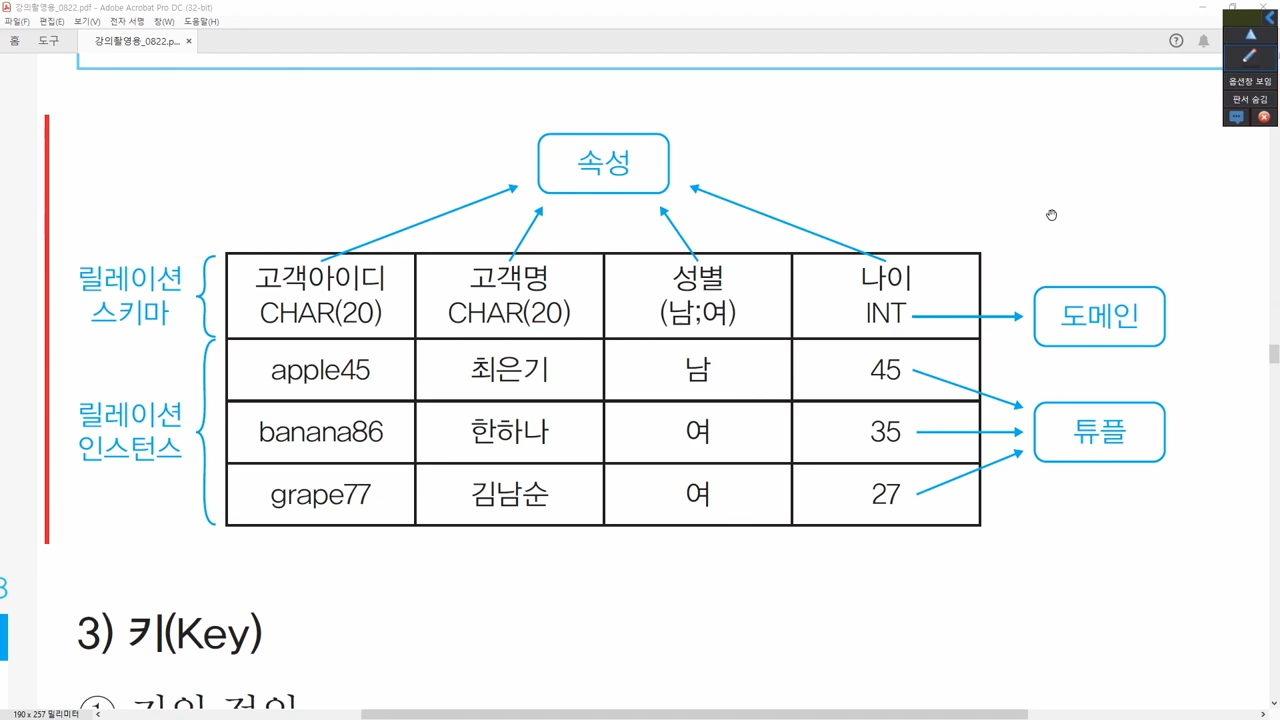 강의촬영용_0822.pdf - Adobe Acrobat Pro DC (32-bit)
파일(F) 편집(E) 보기(V) 전자 서명 창(W) 도움말(H)
홈 도구 강의촬영용_0822.p... ×
옵션창 보임
판서 숨김
속성
릴레이션
스키마
고객아이디
CHAR(20)
고객명
CHAR(20)
성별
(남;여)
나이
INT
도메인
릴레이션
인스턴스
apple45 최은기 남 45
banana86 한하나 여 35
grape77 김남순 여 27
튜플
3) 키(Key)
190 x 257 밀리미터